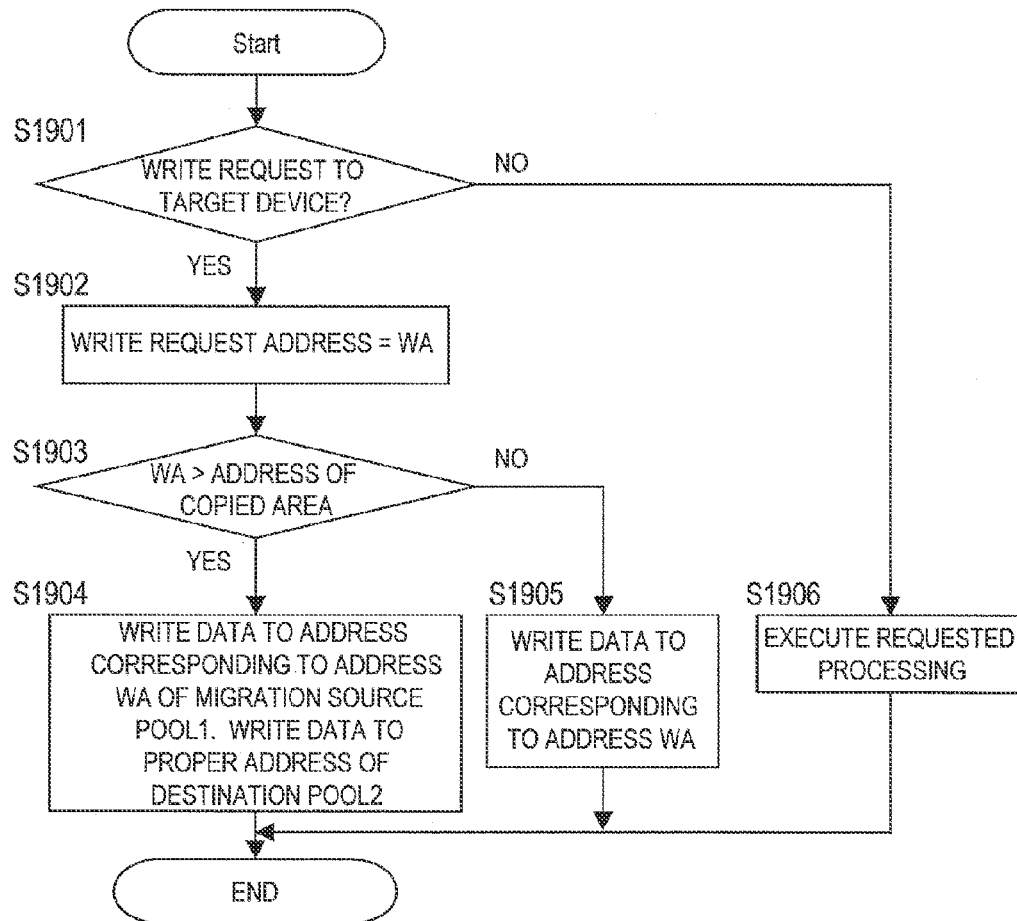 Start
S1901
WRITE REQUEST TO
TARGET DEVICE?
NO
YES
S1902
WRITE REQUEST ADDRESS = WA
S1903
WA > ADDRESS OF
COPIED AREA
NO
YES
S1904
WRITE DATA TO ADDRESS
CORRESPONDING TO ADDRESS
WA OF MIGRATION SOURCE
POOL1. WRITE DATA TO
PROPER ADDRESS OF
DESTINATION POOL2
S1905
WRITE DATA TO
ADDRESS
CORRESPONDING
TO ADDRESS WA
S1906
EXECUTE REQUESTED
PROCESSING
END